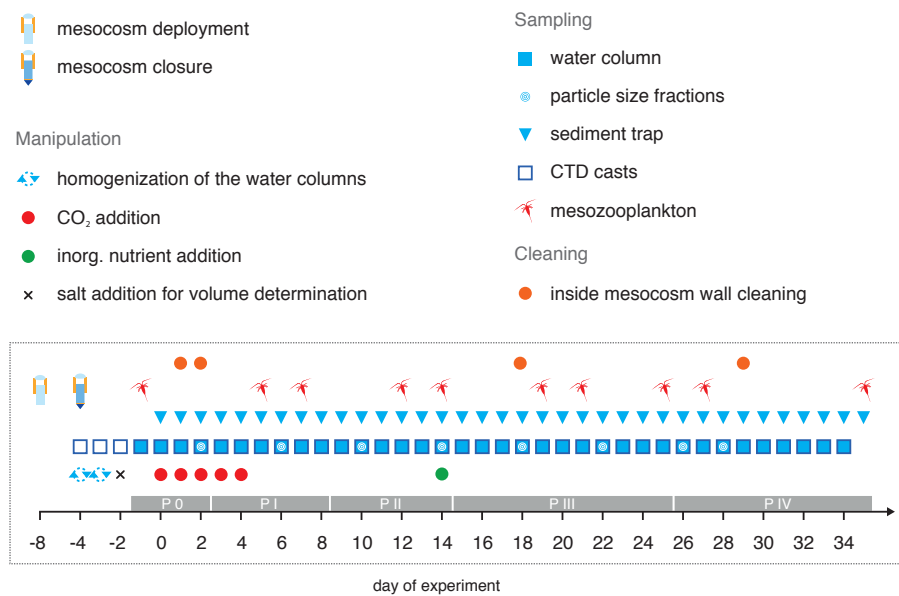 mesocosm deployment
mesocosm closure
Manipulation
homogenization of the water columns
CO₂ addition
inorg. nutrient addition
salt addition for volume determination
Sampling
water column
particle size fractions
sediment trap
CTD casts
mesozooplankton
Cleaning
inside mesocosm wall cleaning
P 0 P I P II P III P IV
-8 -4 -2 0 2 4 6 8 10 12 14 16 18 20 22 24 26 28 30 32 34
day of experiment